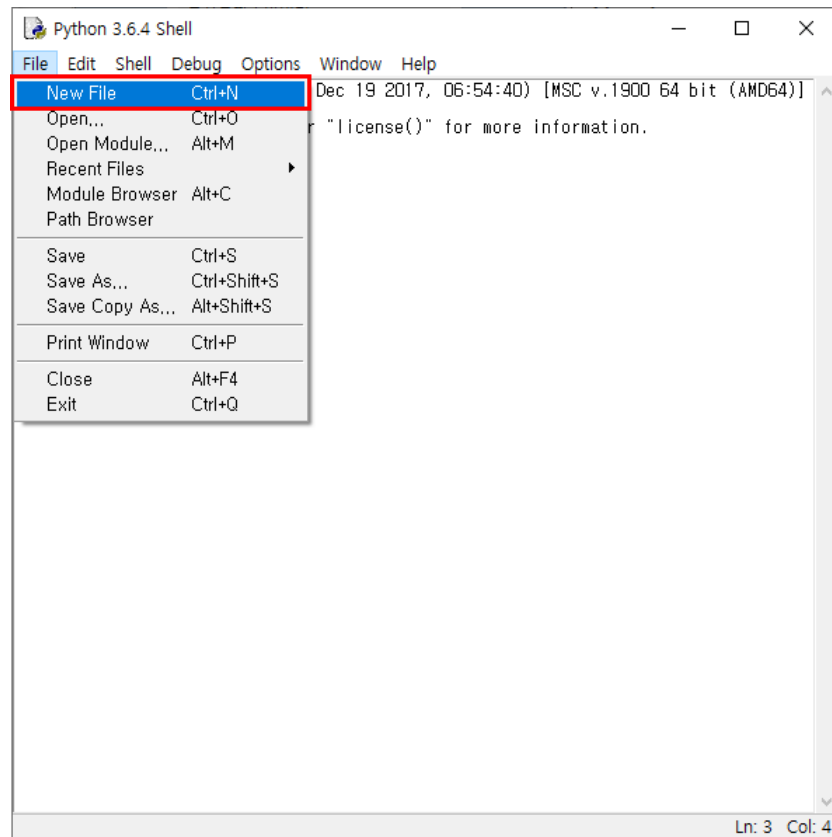 Python 3.6.4 Shell
File Edit Shell Debug Options Window Help
New File Ctrl+N
Dec 19 2017, 06:54:40) [MSC v.1900 64 bit (AMD64)]
Open... Ctrl+O
"license()" for more information.
Open Module... Alt+M
Recent Files
Module Browser Alt+C
Path Browser
Save Ctrl+S
Save As... Ctrl+Shift+S
Save Copy As... Alt+Shift+S
Print Window Ctrl+P
Close Alt+F4
Exit Ctrl+Q
Ln: 3 Col: 4